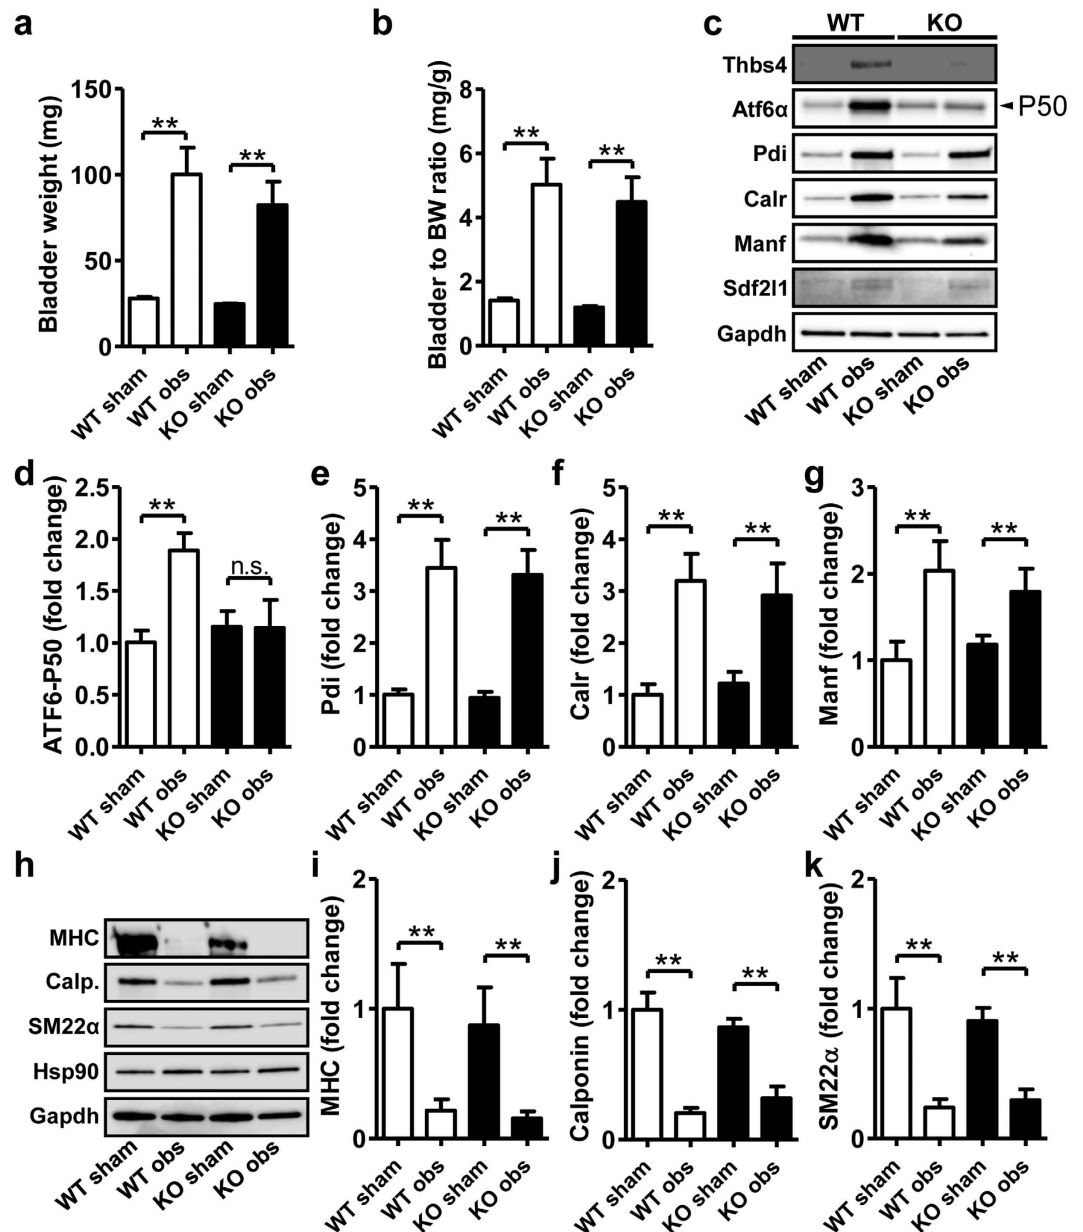 a
Bladder weight (mg)
150
100
50
0
**
**
WT sham
WT obs
KO sham
KO obs
b
Bladder to BW ratio (mg/g)
8
6
4
2
0
**
**
WT sham
WT obs
KO sham
KO obs
c
WT KO
Thbs4
Atf6α
P50
Pdi
Calr
Manf
Sdf2l1
Gapdh
WT sham
WT obs
KO sham
KO obs
d
ATF6-P50 (fold change)
2.5
2.0
1.5
1.0
0.5
0.0
**
n.s.
WT sham
WT obs
KO sham
KO obs
e
Pdi (fold change)
5
4
3
2
1
0
**
**
WT sham
WT obs
KO sham
KO obs
f
Calr (fold change)
5
4
3
2
1
0
**
**
WT sham
WT obs
KO sham
KO obs
g
Manf (fold change)
3
2
1
0
**
**
WT sham
WT obs
KO sham
KO obs
h
MHC
Calp.
SM22α
Hsp90
Gapdh
WT sham
WT obs
KO sham
KO obs
i
MHC (fold change)
2
1
0
**
**
WT sham
WT obs
KO sham
KO obs
j
Calponin (fold change)
2
1
0
**
**
WT sham
WT obs
KO sham
KO obs
k
SM22α (fold change)
2
1
0
**
**
WT sham
WT obs
KO sham
KO obs